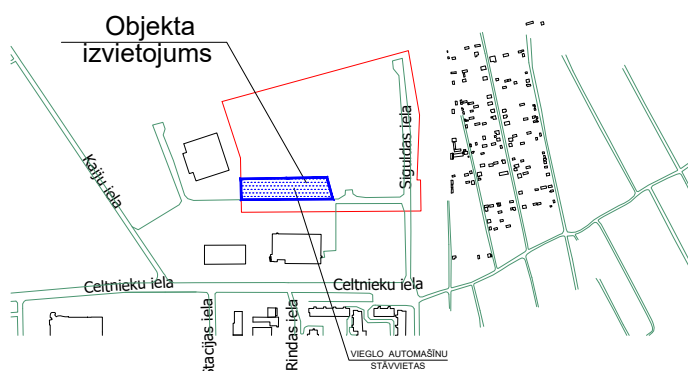 Objekta
izvietojums
Kaiju iela
Siguldas iela
Celtnieku iela
Celtnieku iela
Stacijas iela
Rindas iela
VIEGLO AUTOMAŠĪNU
STĀVVIETAS